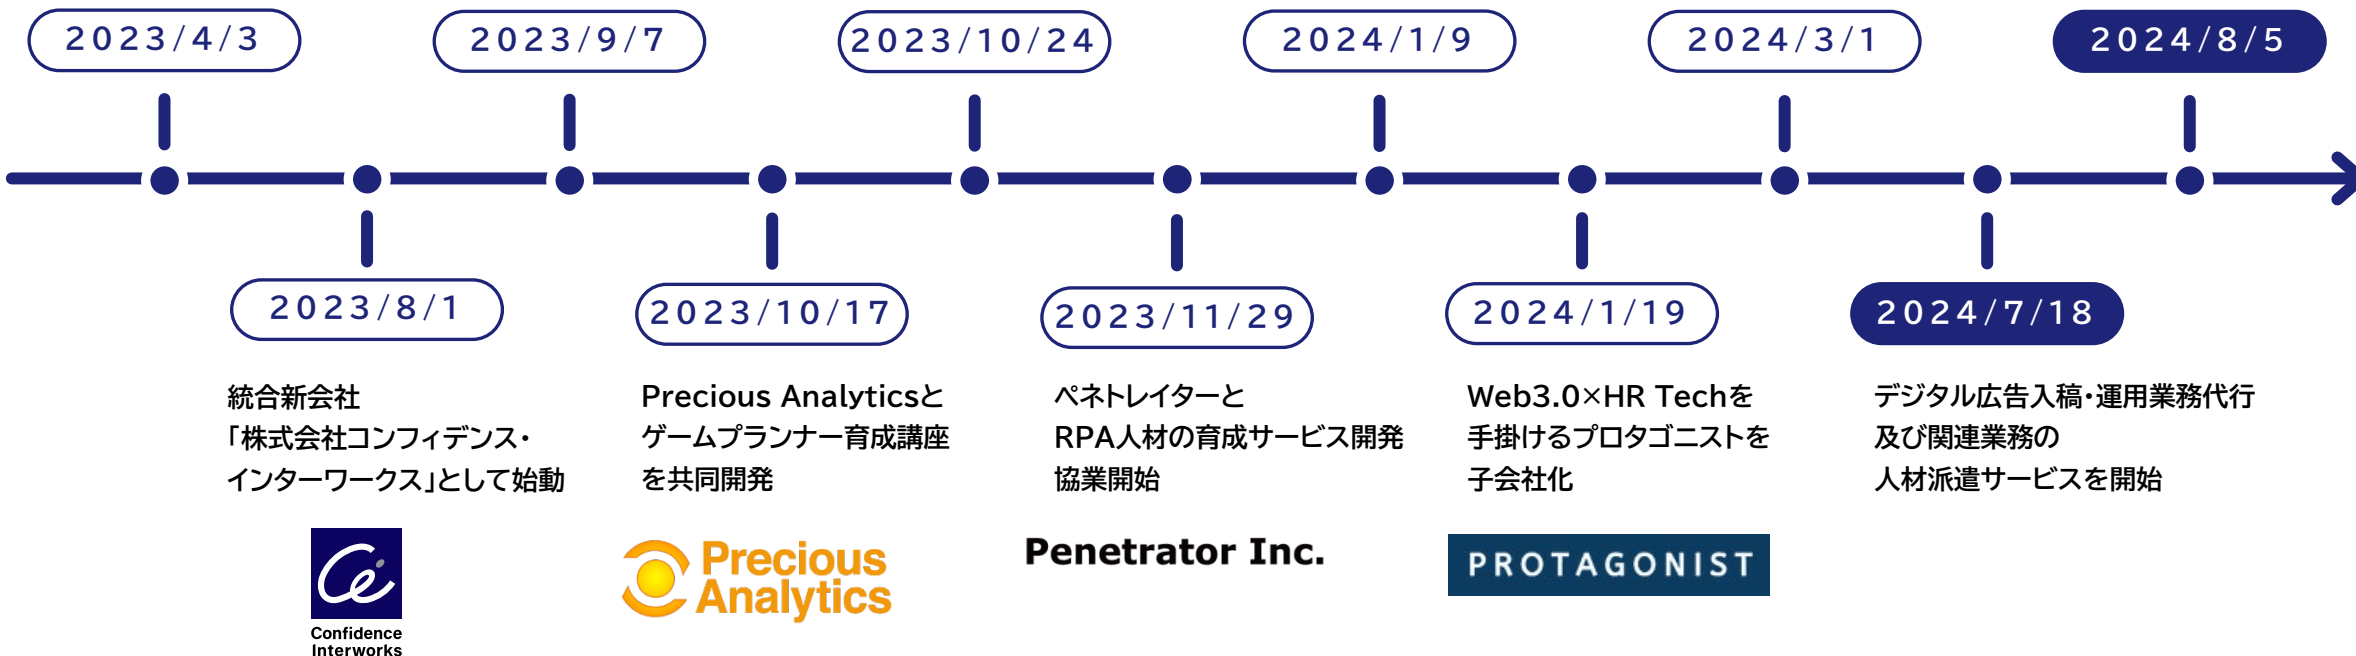 2023/4/3
2023/9/7
2023/10/24
2024/1/9
2024/3/1
2024/8/5
2023/8/1
2023/10/17
2023/11/29
2024/1/19
2024/7/18
統合新会社
「株式会社コンフィデンス・
インターワークス」として始動
Precious Analyticsと
ゲームプランナー育成講座
を共同開発
ペネトレイターと
RPA人材の育成サービス開発
協業開始
Web3.0×HR Techを
手掛けるプロタゴニストを
子会社化
デジタル広告入稿・運用業務代行
及び関連業務の
人材派遣サービスを開始
Ci
Confidence
Interworks
Precious
Analytics
Penetrator Inc.
PROTAGONIST